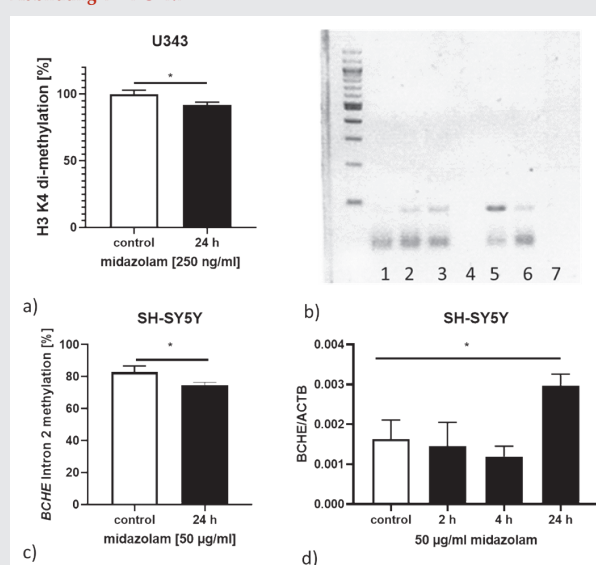 U343
H3 K4 di-methylation [%]
100
50
0
*
control
24 h
midazolam [250 ng/ml]
a)
1 2 3 4 5 6 7
b)
SH-SY5Y
BCHE Intron 2 methylation [%]
100
80
60
40
20
0
*
control
24 h
midazolam [50 µg/ml]
c)
SH-SY5Y
BCHE/ACTB
0.004
0.003
0.002
0.001
0.000
*
control
2 h
4 h
24 h
50 µg/ml midazolam
d)